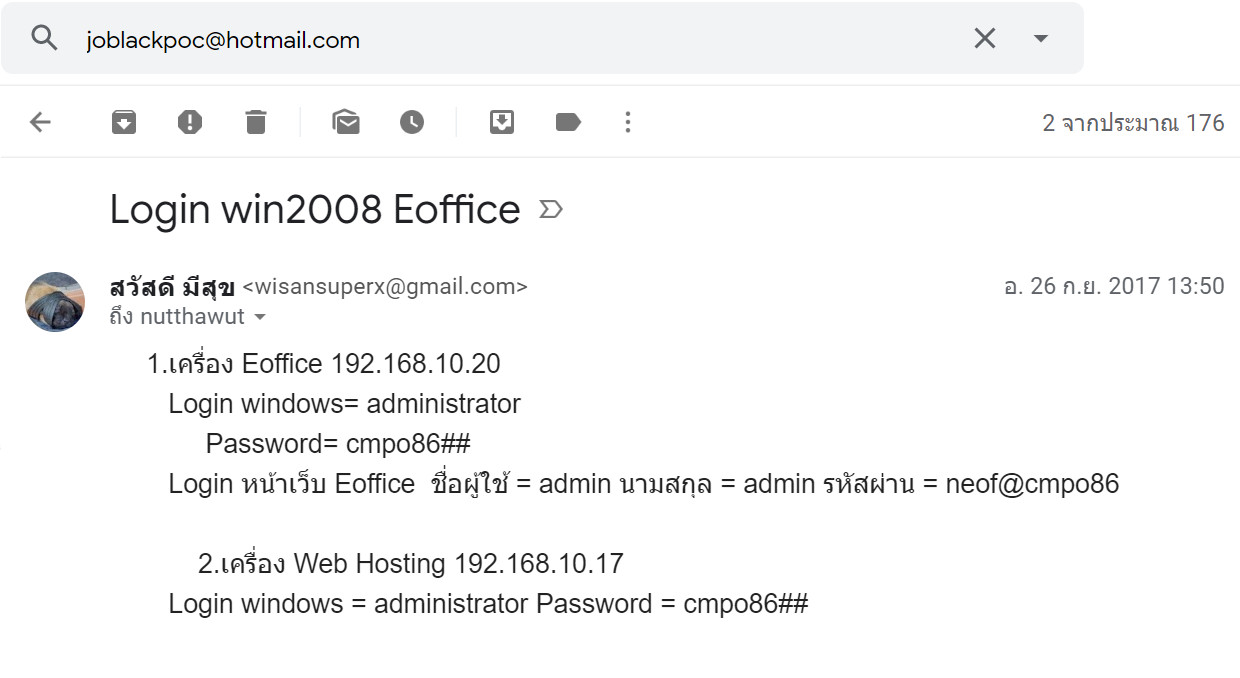 joblackpoc@hotmail.com
2 จากประมาณ 176
Login win2008 Eoffice
สวัสดี มีสุข <wisansuperx@gmail.com>
อ. 26 ก.ย. 2017 13:50
ถึง nutthawut
1.เครื่อง Eoffice 192.168.10.20
Login windows= administrator
Password= cmpo86##
Login หน้าเว็บ Eoffice ชื่อผู้ใช้ = admin นามสกุล = admin รหัสผ่าน = neof@cmpo86
2.เครื่อง Web Hosting 192.168.10.17
Login windows = administrator Password = cmpo86##